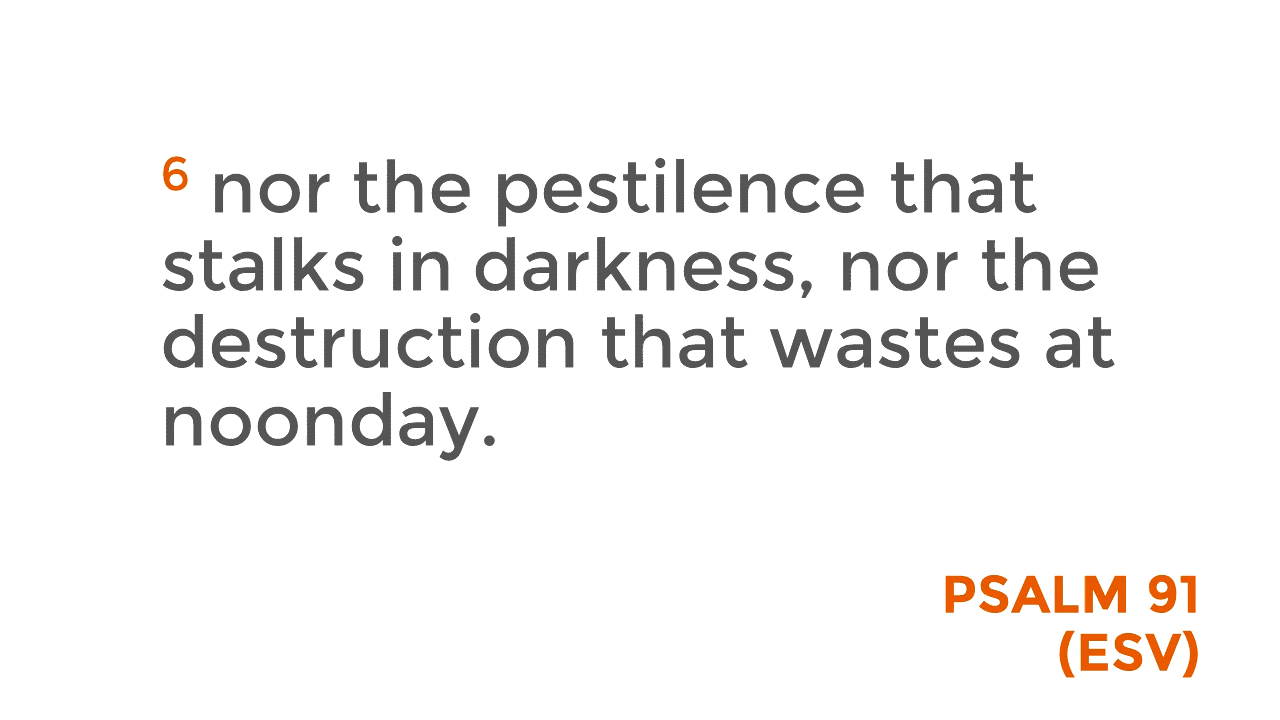 6 nor the pestilence that
stalks in darkness, nor the
destruction that wastes at
noonday.
PSALM 91
(ESV)